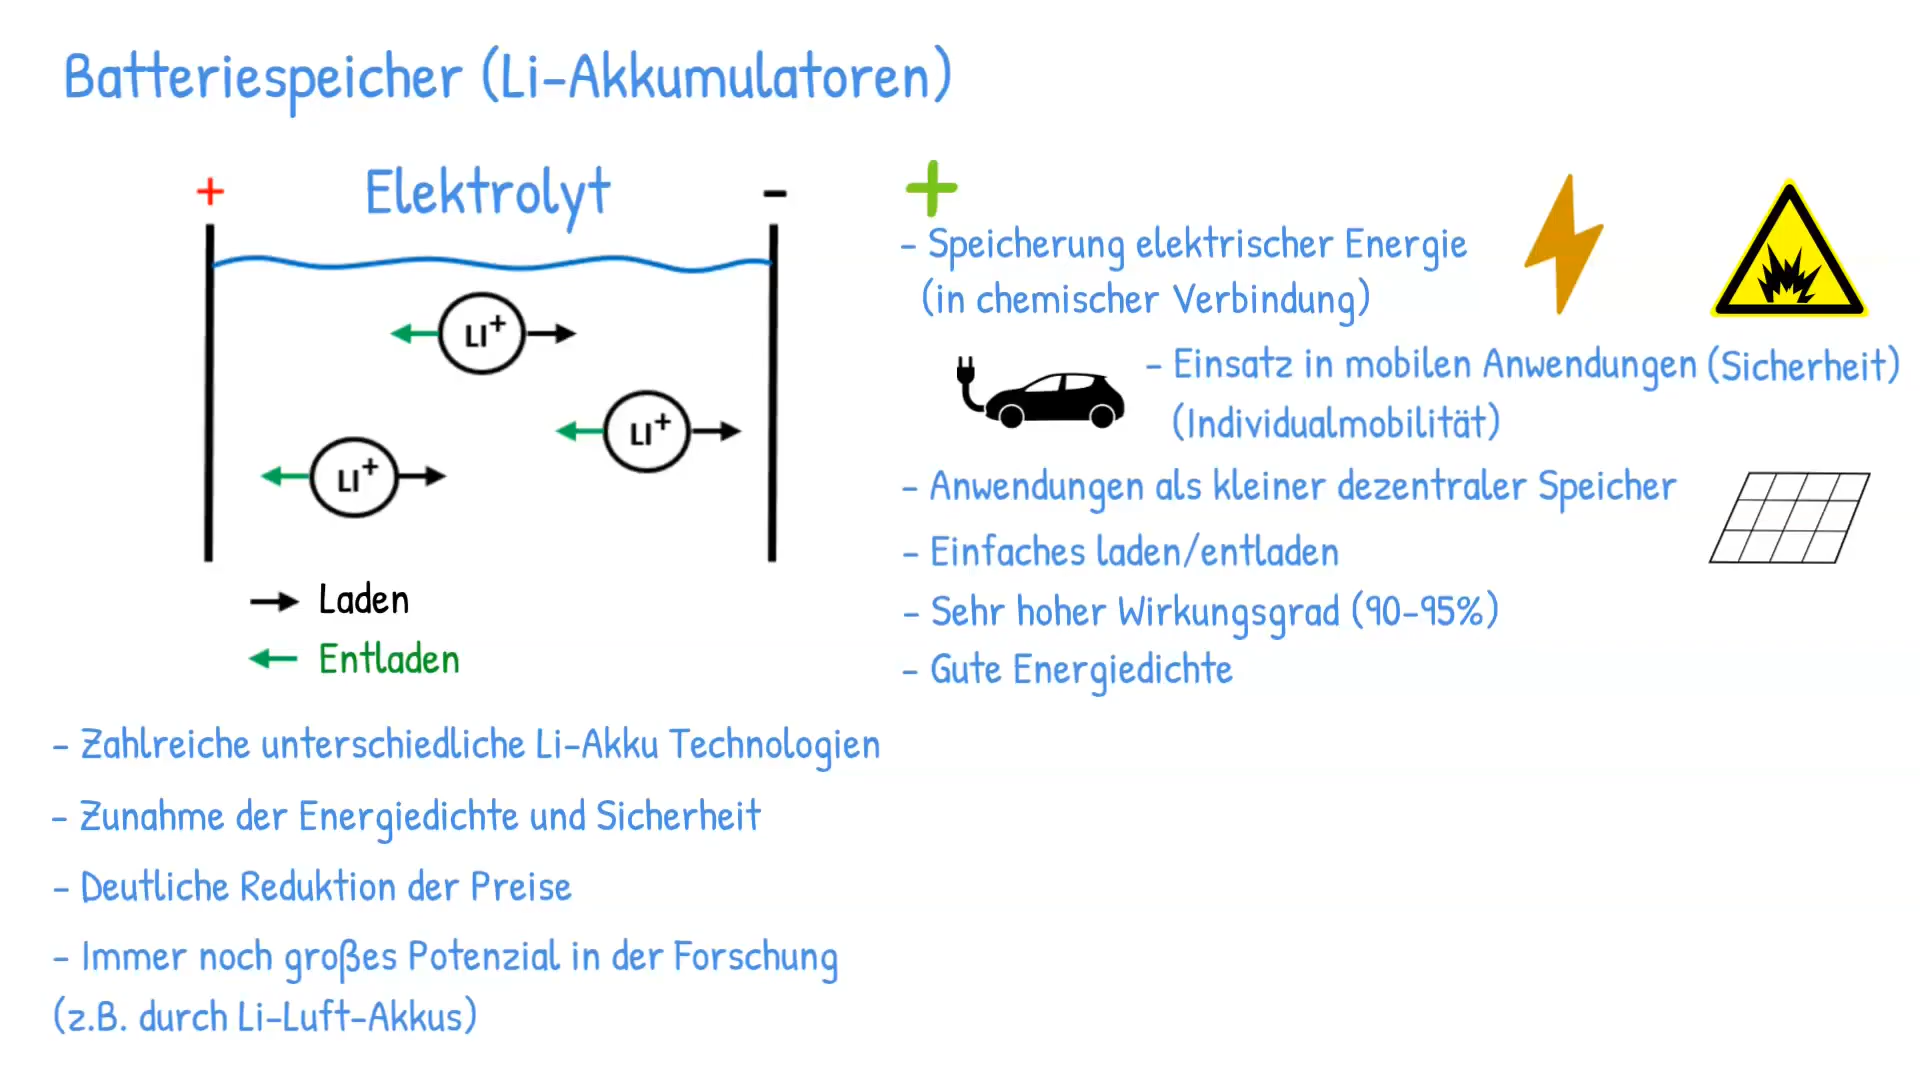 Batteriespeicher (Li-Akkumulatoren)
+ Elektrolyt -
LI+
LI+
LI+
Laden
Entladen
- Zahlreiche unterschiedliche Li-Akku Technologien
- Zunahme der Energiedichte und Sicherheit
- Deutliche Reduktion der Preise
- Immer noch großes Potenzial in der Forschung
(z.B. durch Li-Luft-Akkus)
+
- Speicherung elektrischer Energie
(in chemischer Verbindung)
- Einsatz in mobilen Anwendungen (Sicherheit)
(Individualmobilität)
- Anwendungen als kleiner dezentraler Speicher
- Einfaches laden/entladen
- Sehr hoher Wirkungsgrad (90-95%)
- Gute Energiedichte